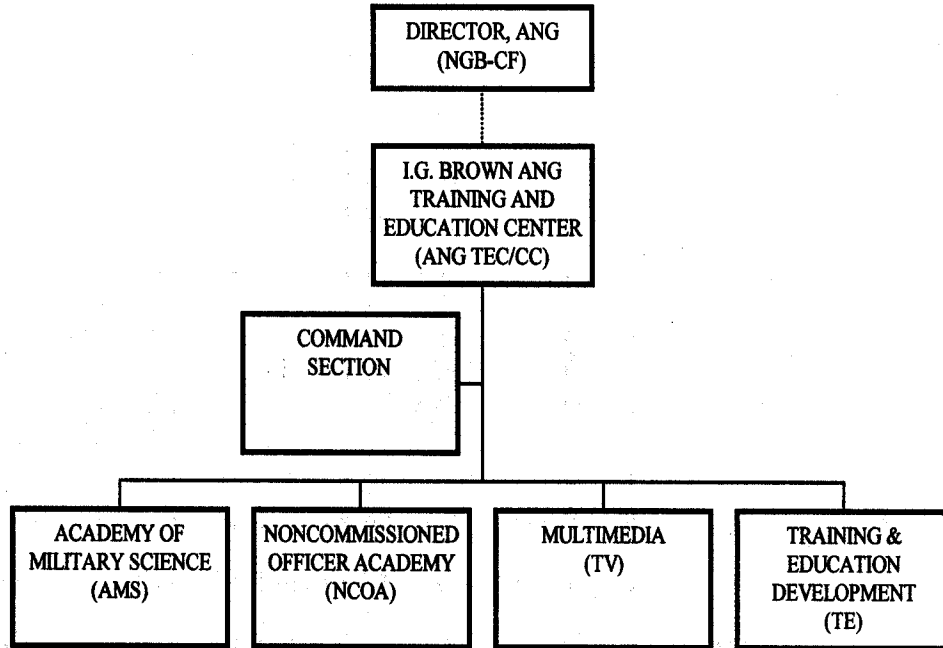 DIRECTOR, ANG
(NGB-CF)
I.G. BROWN ANG
TRAINING AND
EDUCATION CENTER
(ANG TEC/CC)
COMMAND
SECTION
ACADEMY OF
MILITARY SCIENCE
(AMS)
NONCOMMISSIONED
OFFICER ACADEMY
(NCOA)
MULTIMEDIA
(TV)
TRAINING &
EDUCATION
DEVELOPMENT
(TE)